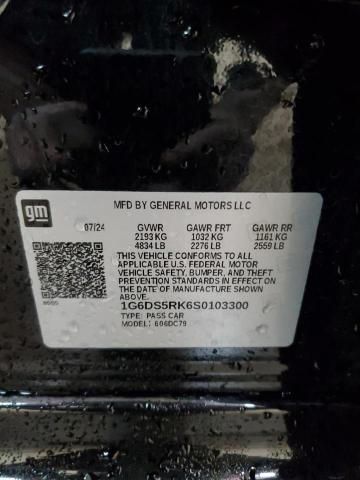 gm
MFD BY GENERAL MOTORS LLC
07/24 GVWR GAWR FRT GAWR RR
2193 KG 1032 KG 1161 KG
4834 LB 2276 LB 2559 LB
THIS VEHICLE CONFORMS TO ALL
APPLICABLE U.S. FEDERAL MOTOR
VEHICLE SAFETY, BUMPER, AND THEFT
PREVENTION STANDARDS IN EFFECT ON
THE DATE OF MANUFACTURE SHOWN
ABOVE.
1G6DS5RK6S0103300
TYPE: PASS CAR
MODEL: 6D6DC79